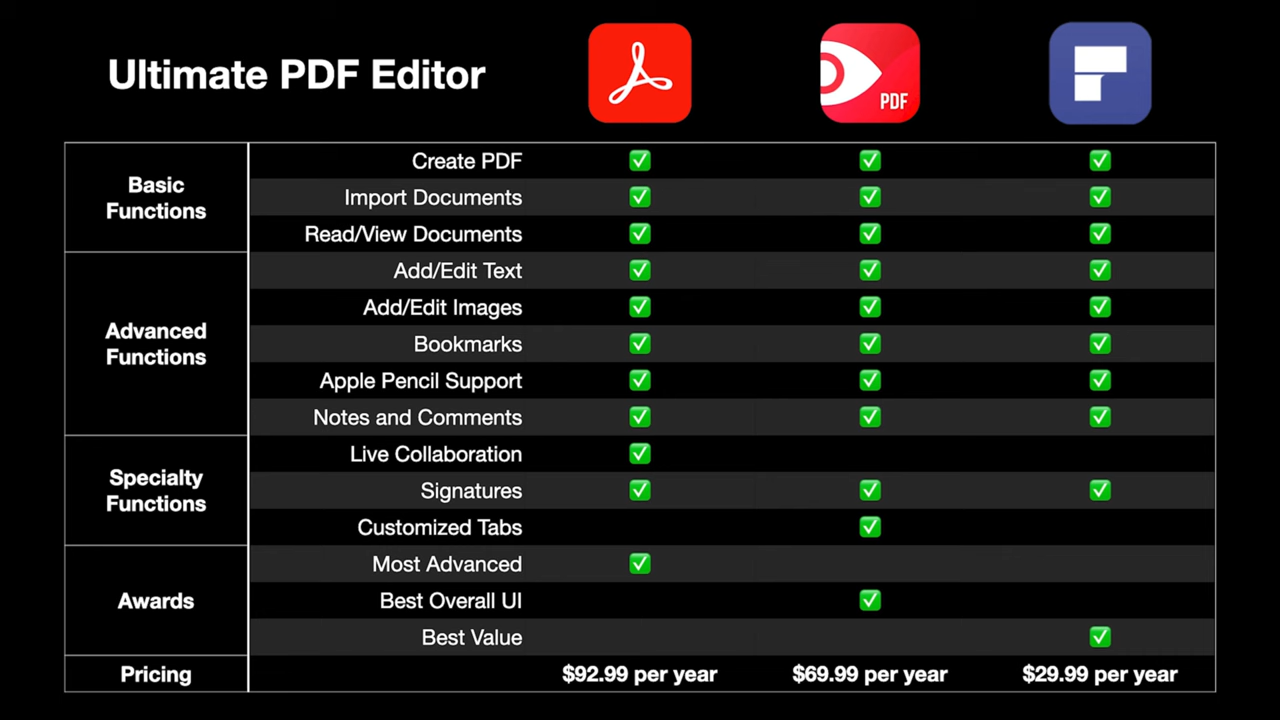 Ultimate PDF Editor
PDF
Basic
Functions
Create PDF ✅ ✅ ✅
Import Documents ✅ ✅ ✅
Read/View Documents ✅ ✅ ✅
Advanced
Functions
Add/Edit Text ✅ ✅ ✅
Add/Edit Images ✅ ✅ ✅
Bookmarks ✅ ✅ ✅
Apple Pencil Support ✅ ✅ ✅
Notes and Comments ✅ ✅ ✅
Specialty
Functions
Live Collaboration ✅
Signatures ✅ ✅ ✅
Customized Tabs ✅
Awards
Most Advanced ✅
Best Overall UI ✅
Best Value ✅
Pricing $92.99 per year $69.99 per year $29.99 per year